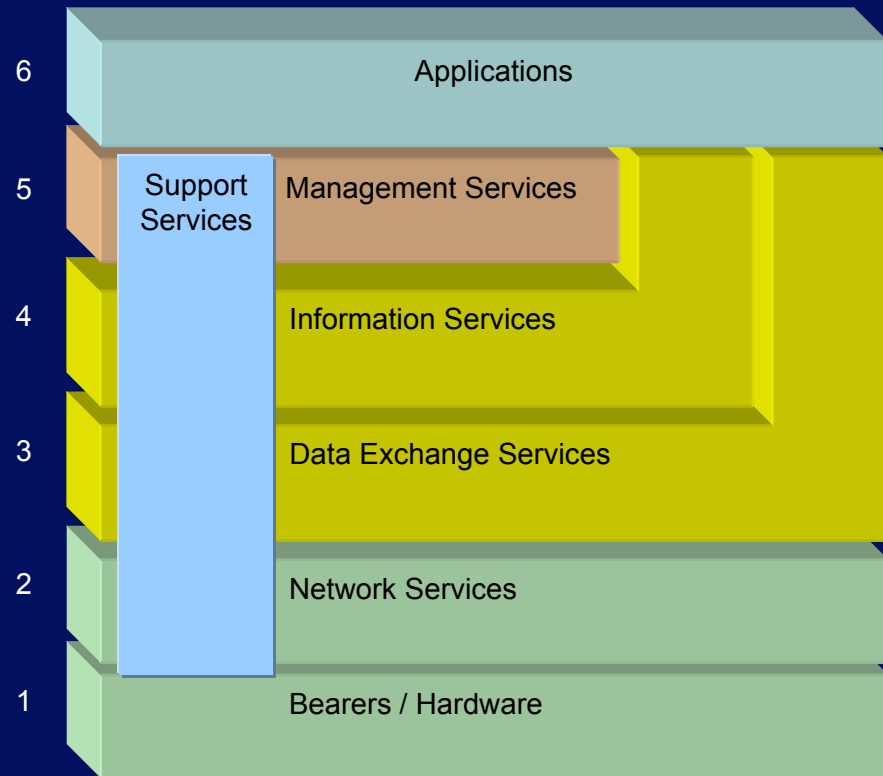 6
Applications
5
Support
Services
Management Services
4
Information Services
3
Data Exchange Services
2
Network Services
1
Bearers / Hardware